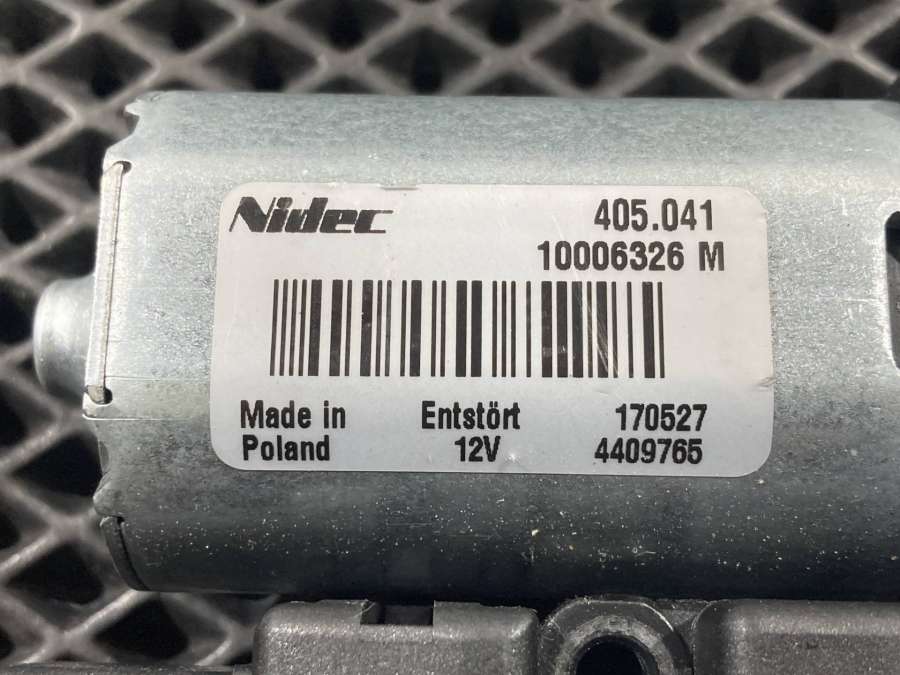 Nidec 405.041
10006326 M
Made in Entstört 170527
Poland 12V 4409765